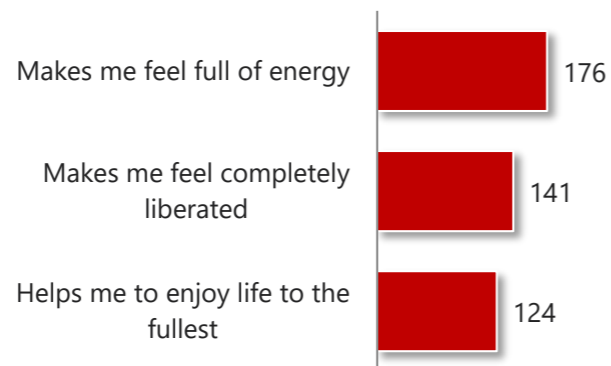 Makes me feel full of energy
176
Makes me feel completely
liberated
141
Helps me to enjoy life to the
fullest
124